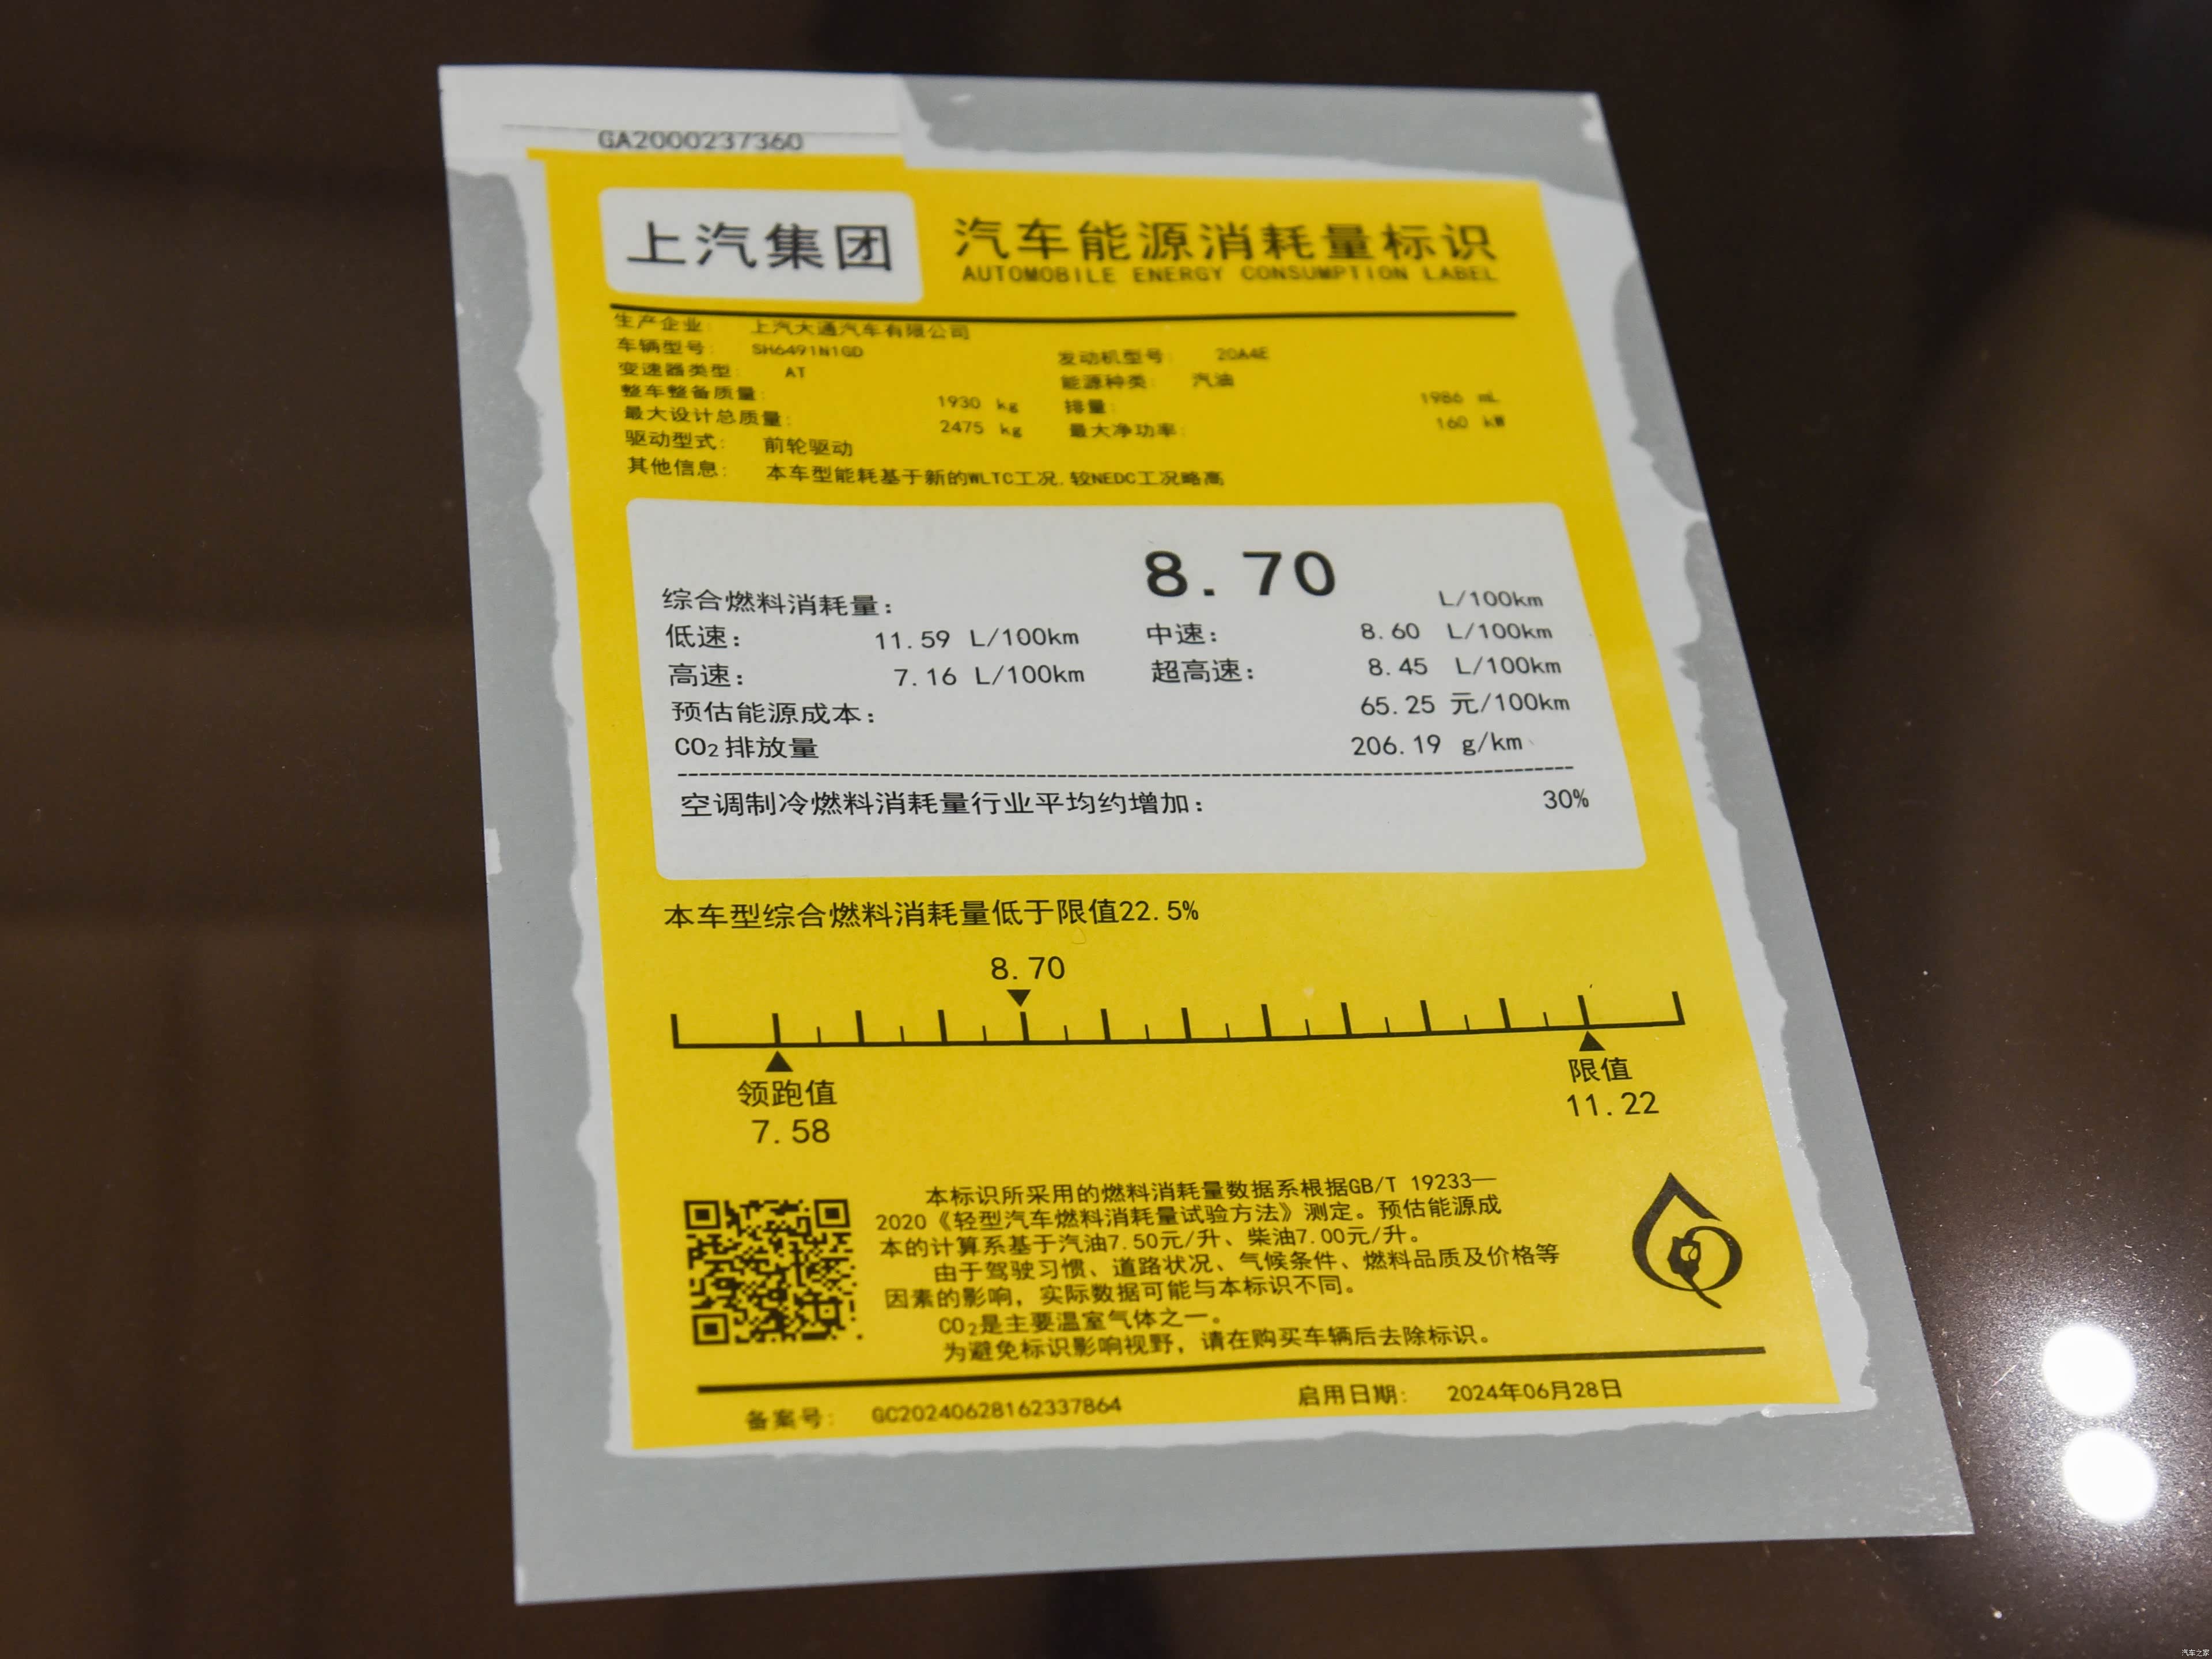 GA2000237360
上汽集团
汽车能源消耗量标识
AUTOMOBILE ENERGY CONSUMPTION LABEL
生产企业: 上汽大通汽车有限公司
车辆型号: SH6491N1GD 发动机型号: 20A4E
变速器类型: AT 能源种类: 汽油
整车整备质量: 1930 kg 排量: 1986 mL
最大设计总质量: 2475 kg 最大净功率: 160 kW
驱动型式: 前轮驱动
其他信息: 本车型能耗基于新的WLTC工况,较NEDC工况略高
综合燃料消耗量: 8.70 L/100km
低速: 11.59 L/100km 中速: 8.60 L/100km
高速: 7.16 L/100km 超高速: 8.45 L/100km
预估能源成本: 65.25 元/100km
CO₂排放量 206.19 g/km
空调制冷燃料消耗量行业平均约增加: 30%
本车型综合燃料消耗量低于限值22.5%
8.70
领跑值
7.58
限值
11.22
本标识所采用的燃料消耗量数据系根据GB/T 19233—
2020《轻型汽车燃料消耗量试验方法》测定。预估能源成
本的计算系基于汽油7.50元/升、柴油7.00元/升。
由于驾驶习惯、道路状况、气候条件、燃料品质及价格等
因素的影响，实际数据可能与本标识不同。
CO₂是主要温室气体之一。
为避免标识影响视野，请在购买车辆后去除标识。
备案号: GC20240628162337864 启用日期: 2024年06月28日
汽车之家